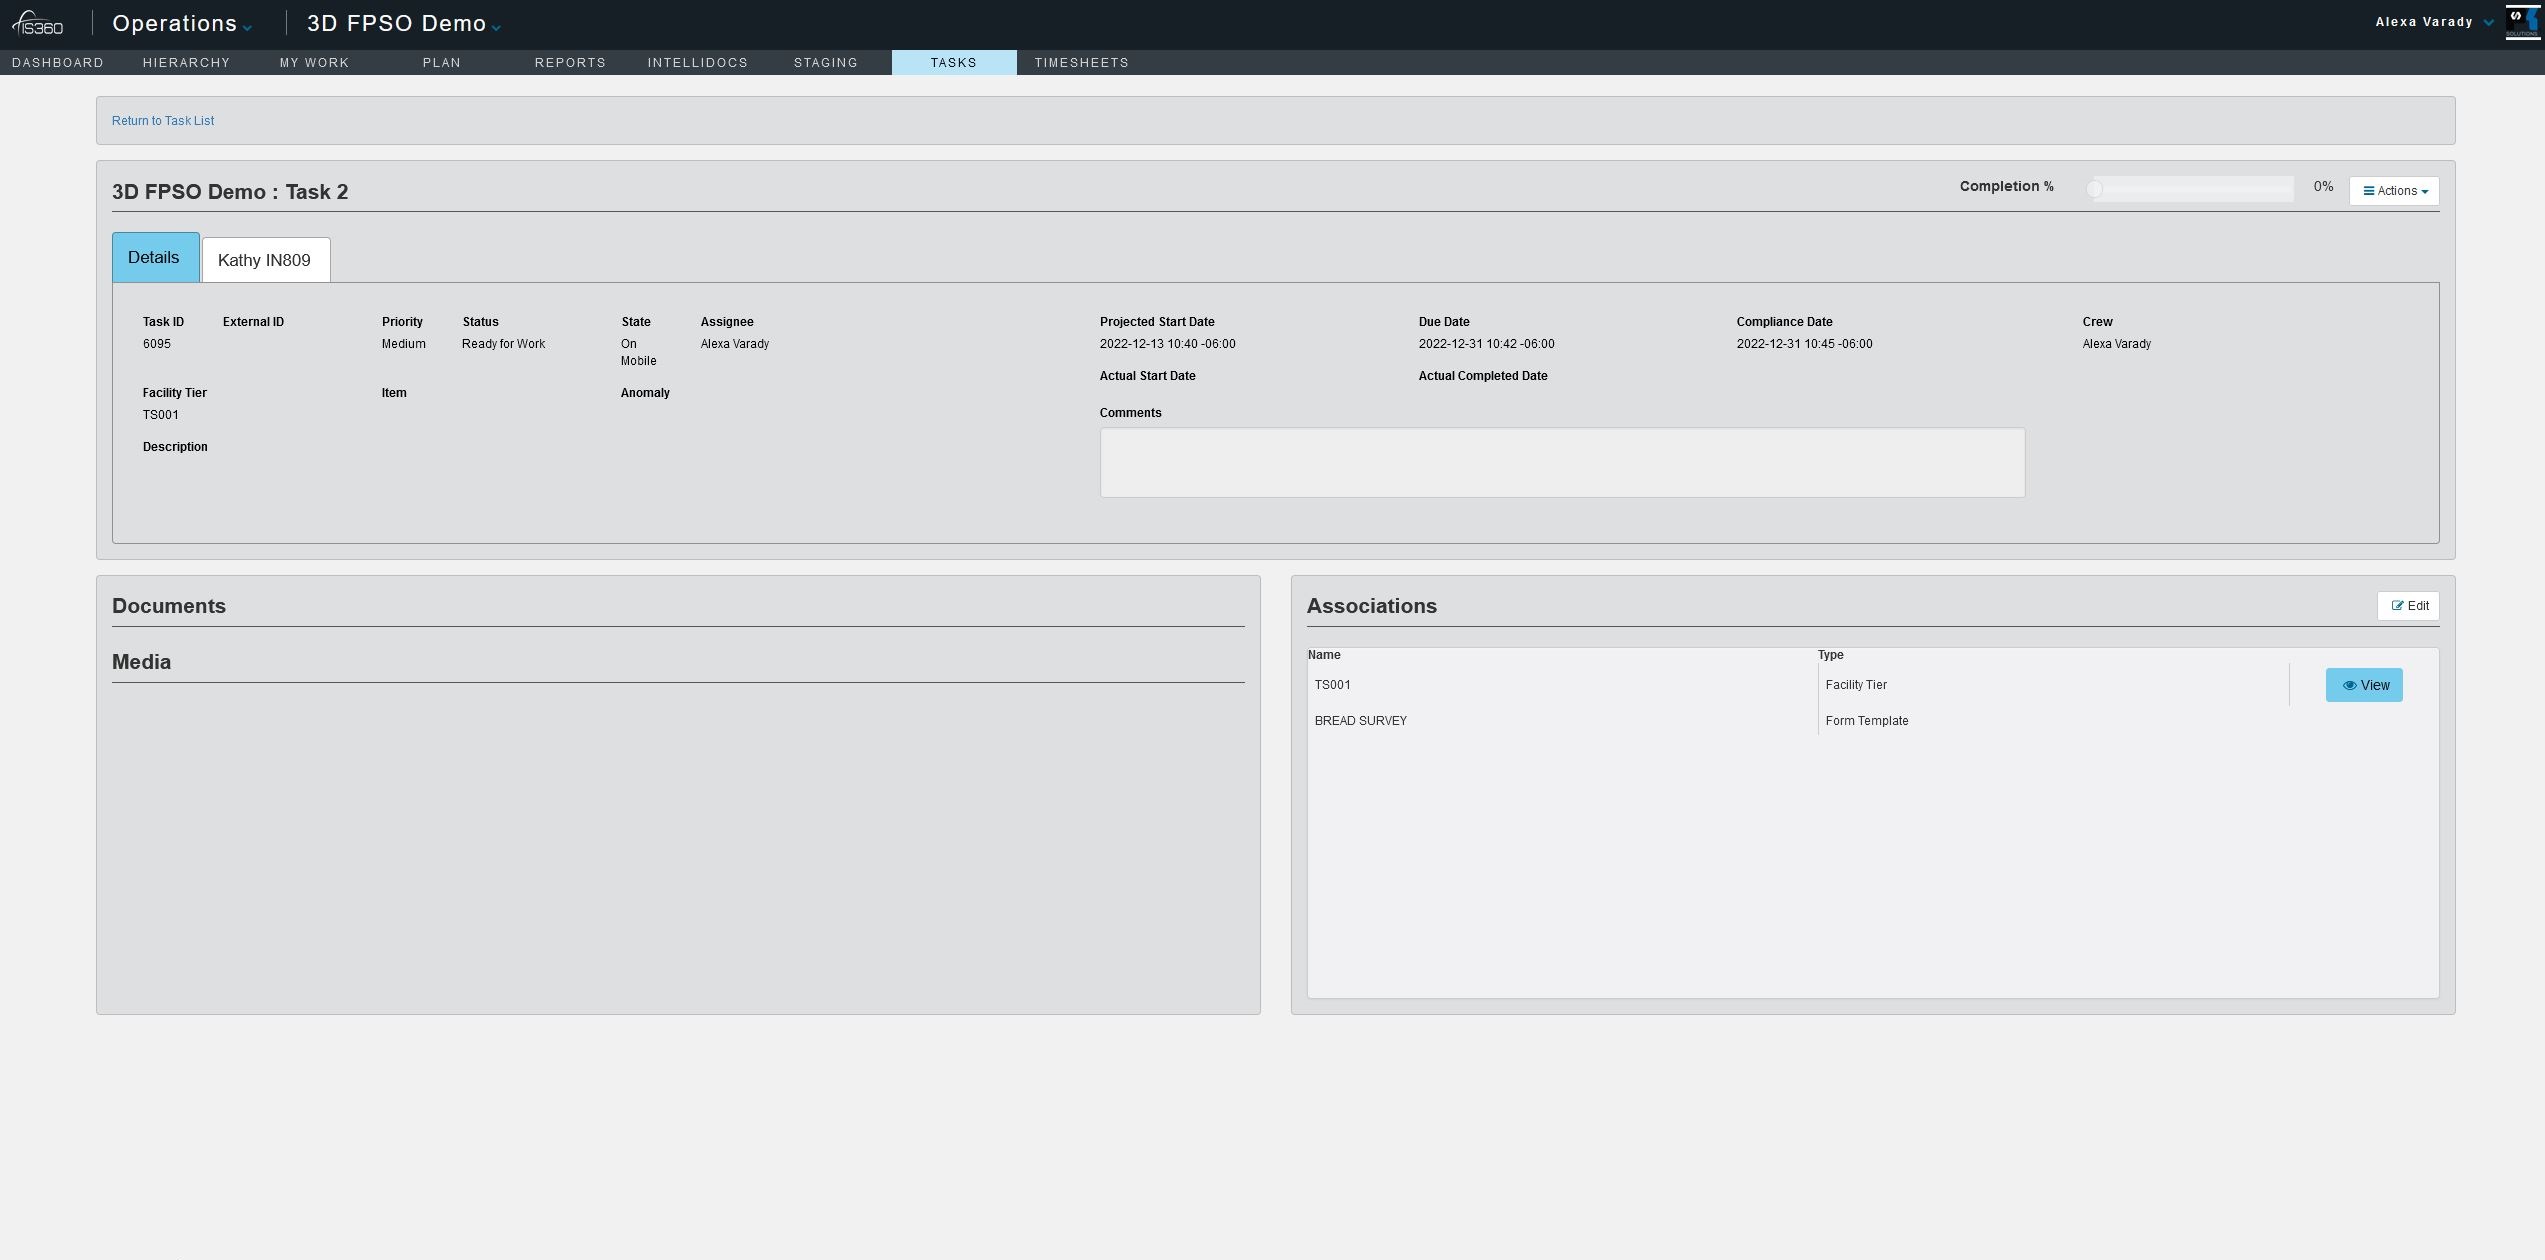 IS360
Operations
3D FPSO Demo
Alexa Varady
SOLUTIONS
DASHBOARD HIERARCHY MY WORK PLAN REPORTS INTELLIDOCS STAGING TASKS TIMESHEETS
Return to Task List
3D FPSO Demo : Task 2
Completion % 0% Actions
Details Kathy IN809
Task ID External ID Priority Status State Assignee Projected Start Date Due Date Compliance Date Crew
6095 Medium Ready for Work On Alexa Varady 2022-12-13 10:40 -06:00 2022-12-31 10:42 -06:00 2022-12-31 10:45 -06:00 Alexa Varady
Mobile
Actual Start Date Actual Completed Date
Facility Tier Item Anomaly
TS001
Comments
Description
Documents
Media
Associations
Edit
Name Type
TS001 Facility Tier View
BREAD SURVEY Form Template